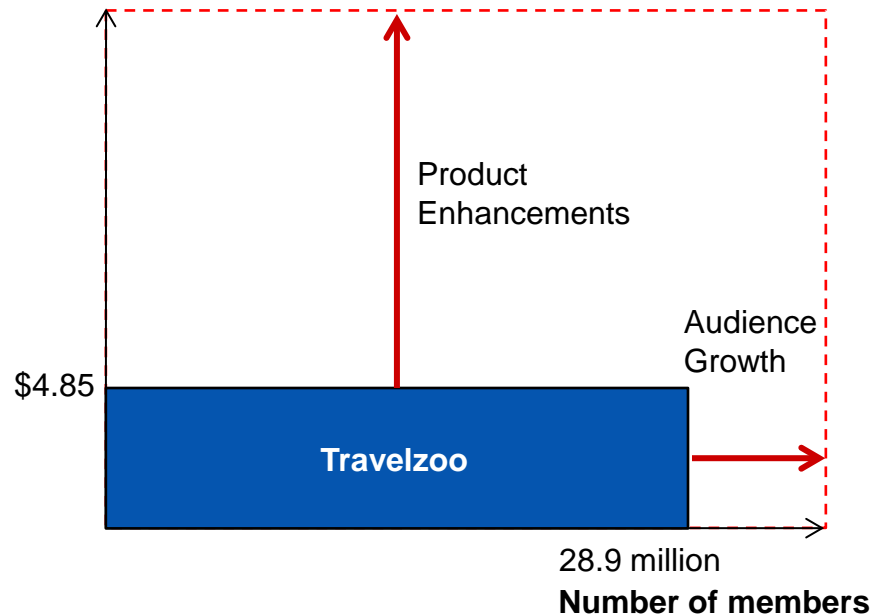 Product
Enhancements
Audience
Growth
$4.85
Travelzoo
28.9 million
Number of members